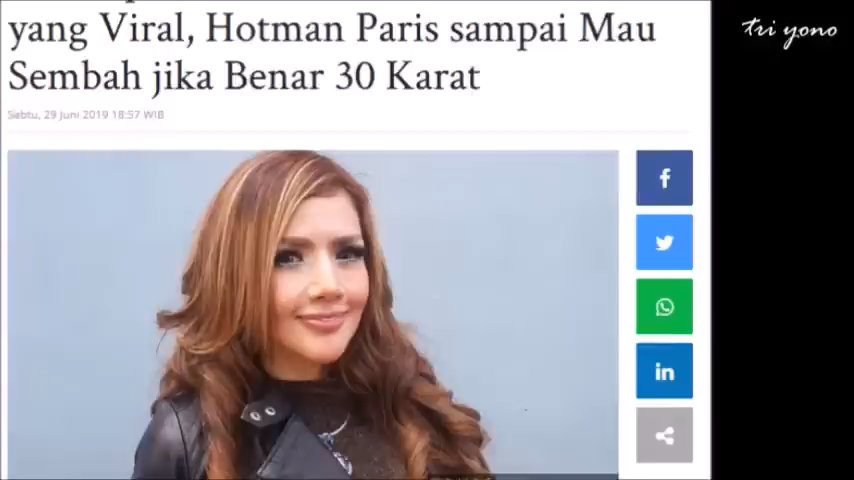 yang Viral, Hotman Paris sampai Mau
Sembah jika Benar 30 Karat
Sabtu, 29 Juni 2019 18:57 WIB
tri yono